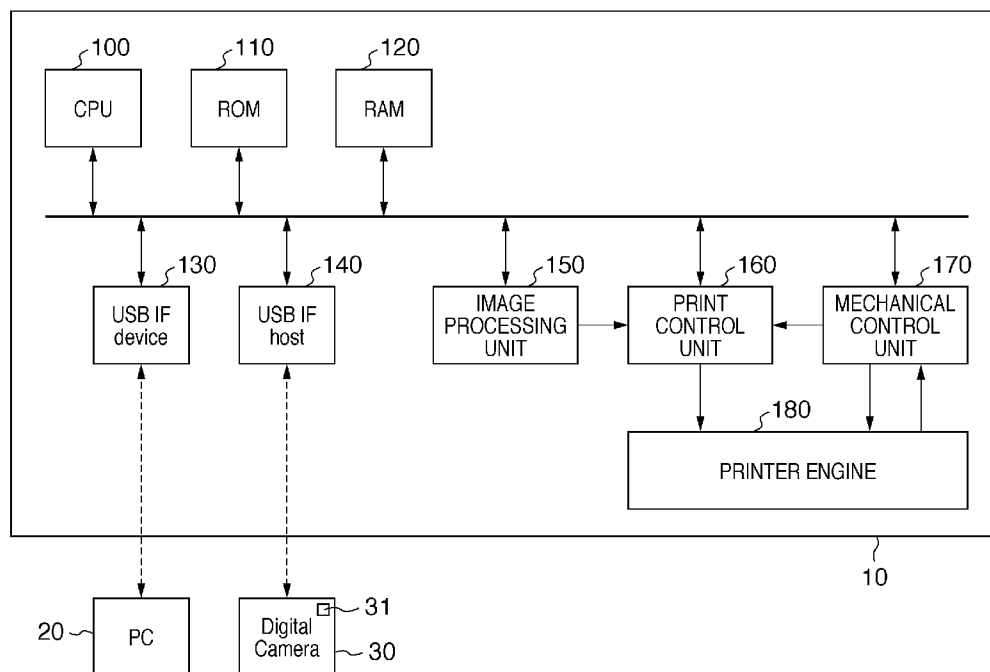 100
110
120
CPU
ROM
RAM
130
140
150
160
170
USB IF
device
USB IF
host
IMAGE
PROCESSING
UNIT
PRINT
CONTROL
UNIT
MECHANICAL
CONTROL
UNIT
180
PRINTER ENGINE
10
20
PC
Digital
Camera
31
30